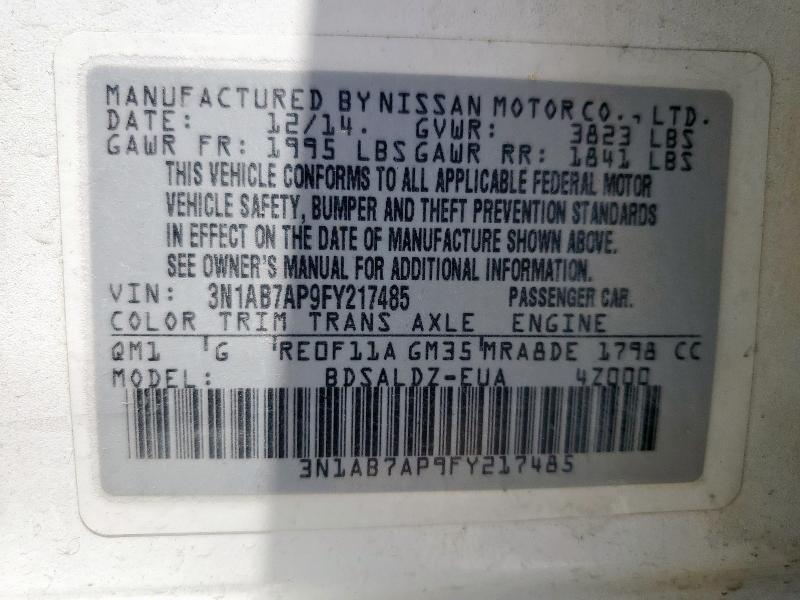 MANUFACTURED BY NISSAN MOTOR CO., LTD.
DATE: 12/14. GVWR: 3823 LBS
GAWR FR: 1995 LBS GAWR RR: 1841 LBS
THIS VEHICLE CONFORMS TO ALL APPLICABLE FEDERAL MOTOR
VEHICLE SAFETY, BUMPER AND THEFT PREVENTION STANDARDS
IN EFFECT ON THE DATE OF MANUFACTURE SHOWN ABOVE.
SEE OWNER'S MANUAL FOR ADDITIONAL INFORMATION.
VIN: 3N1AB7AP9FY217485 PASSENGER CAR.
COLOR TRIM TRANS AXLE ENGINE
QM1 G RE0F11A GM35 MRA8DE 1798 CC
MODEL: BDSALDZ-EUA 4Z000
3N1AB7AP9FY217485